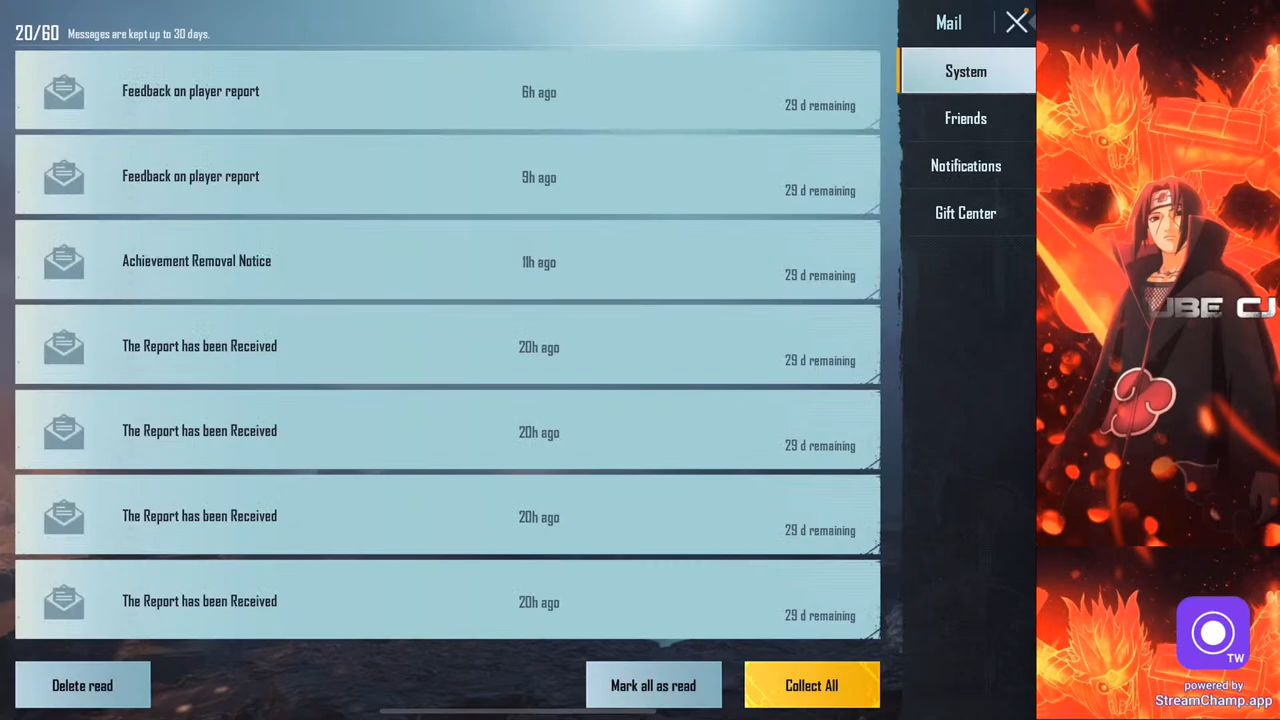 20/60 Messages are kept up to 30 days.
Mail
System
Friends
Notifications
Gift Center
Feedback on player report 6h ago 29 d remaining
Feedback on player report 9h ago 29 d remaining
Achievement Removal Notice 11h ago 29 d remaining
The Report has been Received 20h ago 29 d remaining
The Report has been Received 20h ago 29 d remaining
The Report has been Received 20h ago 29 d remaining
The Report has been Received 20h ago 29 d remaining
Delete read
Mark all as read
Collect All
UBE CJ
TW
powered by
StreamChamp.app